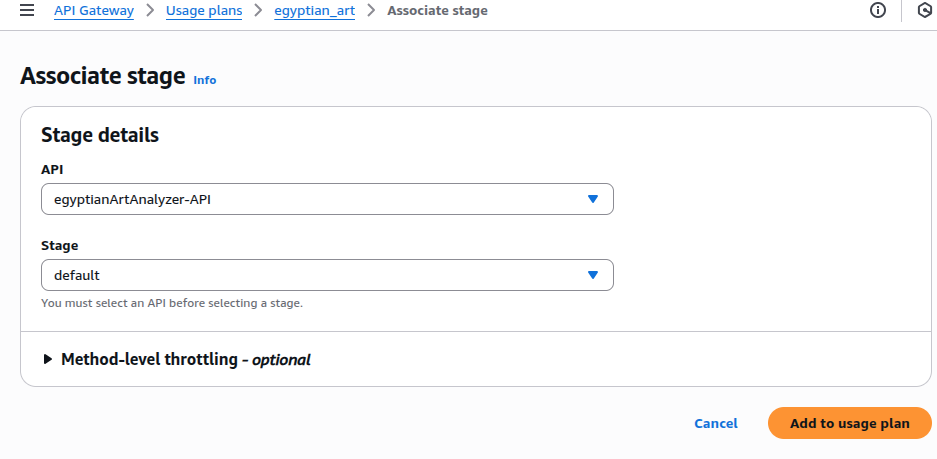 API Gateway > Usage plans > egyptian_art > Associate stage
Associate stage Info
Stage details
API
egyptianArtAnalyzer-API
Stage
default
You must select an API before selecting a stage.
Method-level throttling - optional
Cancel Add to usage plan